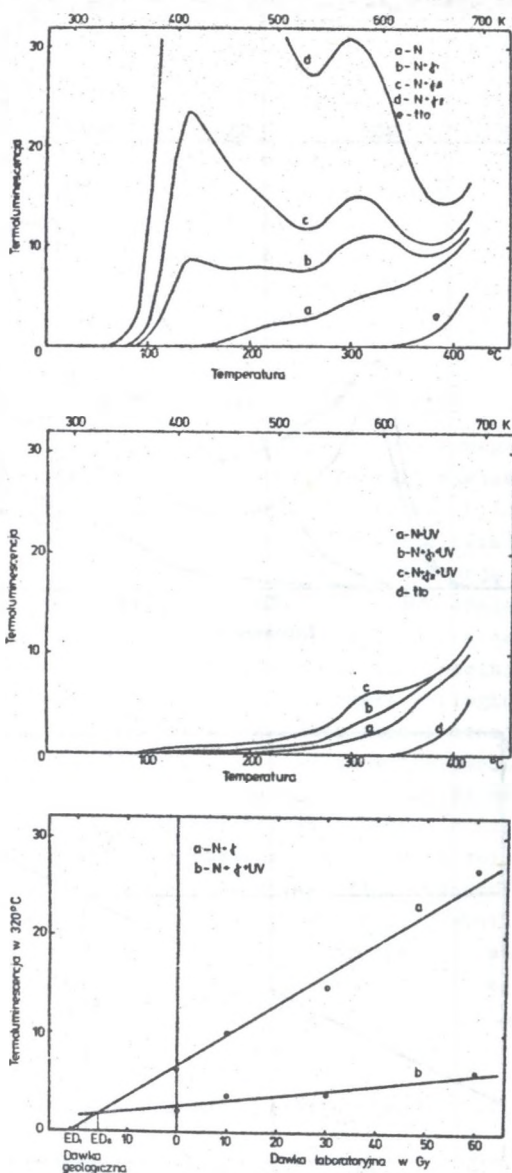 300 400 500 600 700 K
30
20
10
0
Termoluminescencja
a - N
b - N+γ₁
c - N+γ₂
d - N+γ₃
e - tło
d
c
b
a
e
100 200 300 400 °C
Temperatura
300 400 500 600 700 K
30
20
10
0
Termoluminescencja
a - N+UV
b - N+γ₁+UV
c - N+γ₂+UV
d - tło
c
b
a
d
100 200 300 400 °C
Temperatura
30
20
10
0
Termoluminescencja w 320°C
a - N+γ
b - N+γ+UV
a
b
ED₁ ED₂ 10 0 10 20 30 40 50 60
Dawka geologiczna
Dawka laboratoryjna w Gy